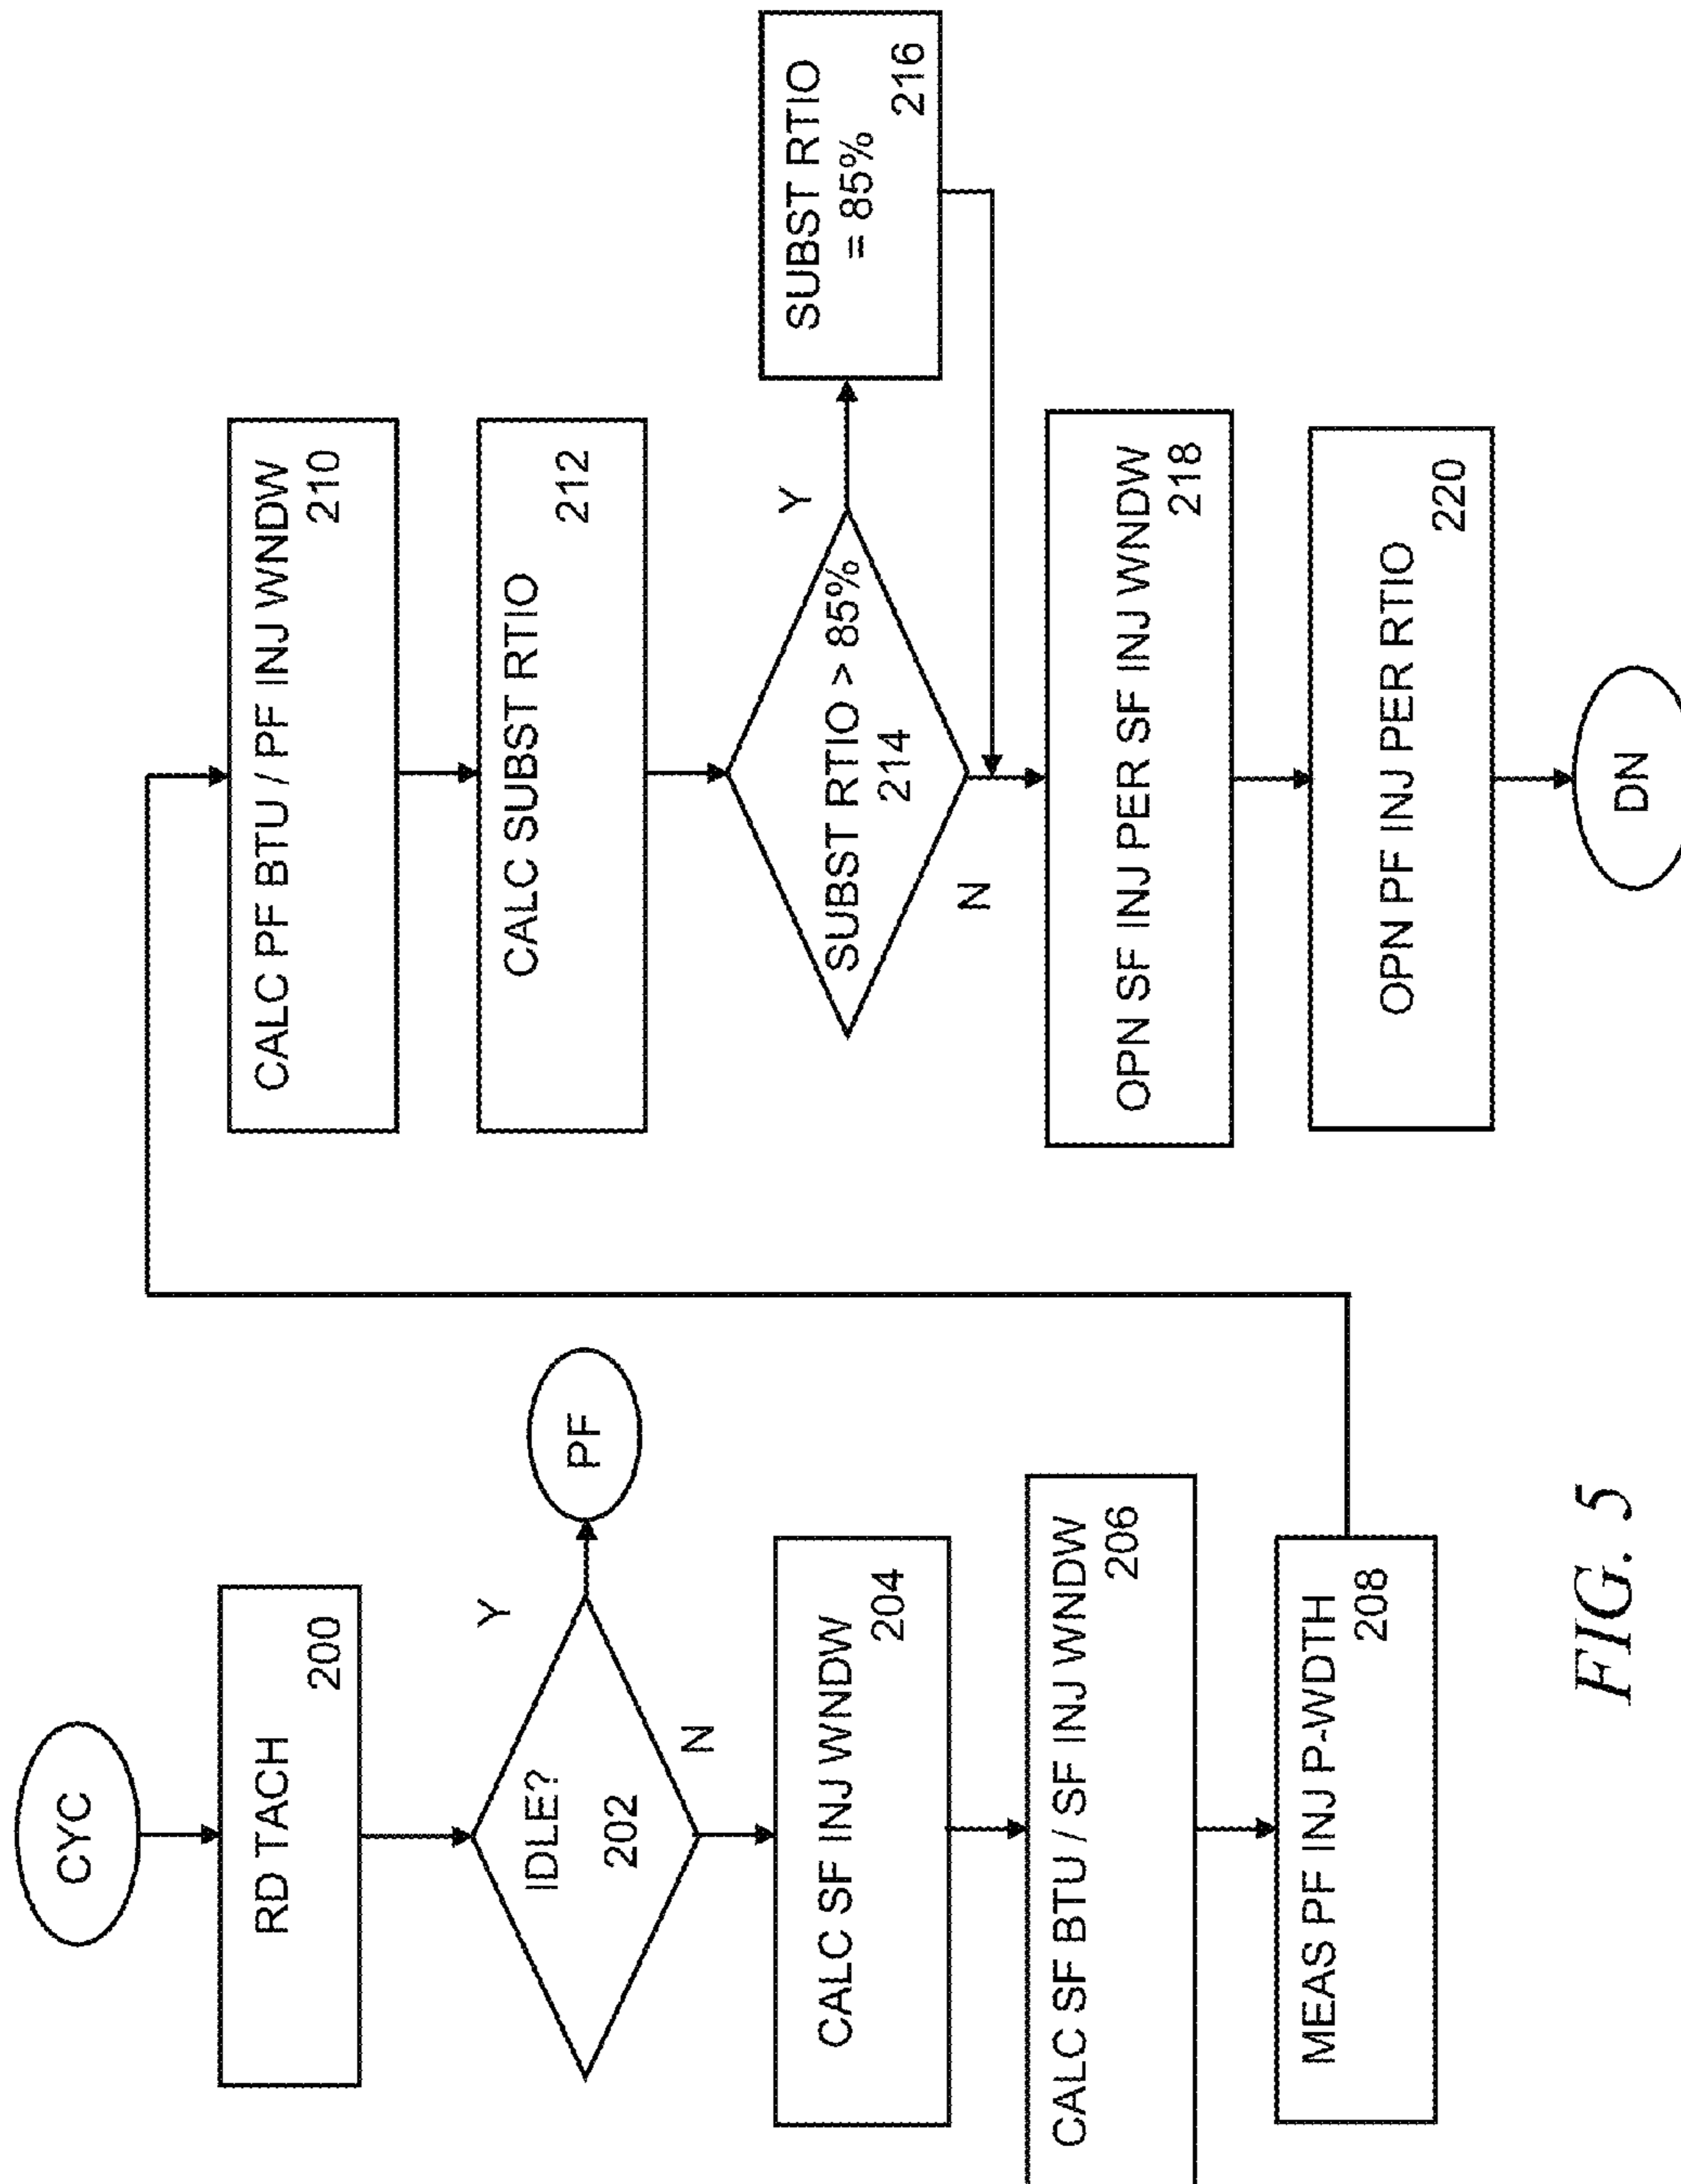 CYC
RD TACH
200
IDLE?
202
Y
PF
N
CALC SF INJ WNDW
204
CALC SF BTU / SF INJ WNDW
206
MEAS PF INJ P-WDTH
208
CALC PF BTU / PF INJ WNDW
210
CALC SUBST RTIO
212
SUBST RTIO > 85%
214
Y
SUBST RTIO
= 85%
216
N
OPN SF INJ PER SF INJ WNDW
218
OPN PF INJ PER RTIO
220
DN
FIG. 5